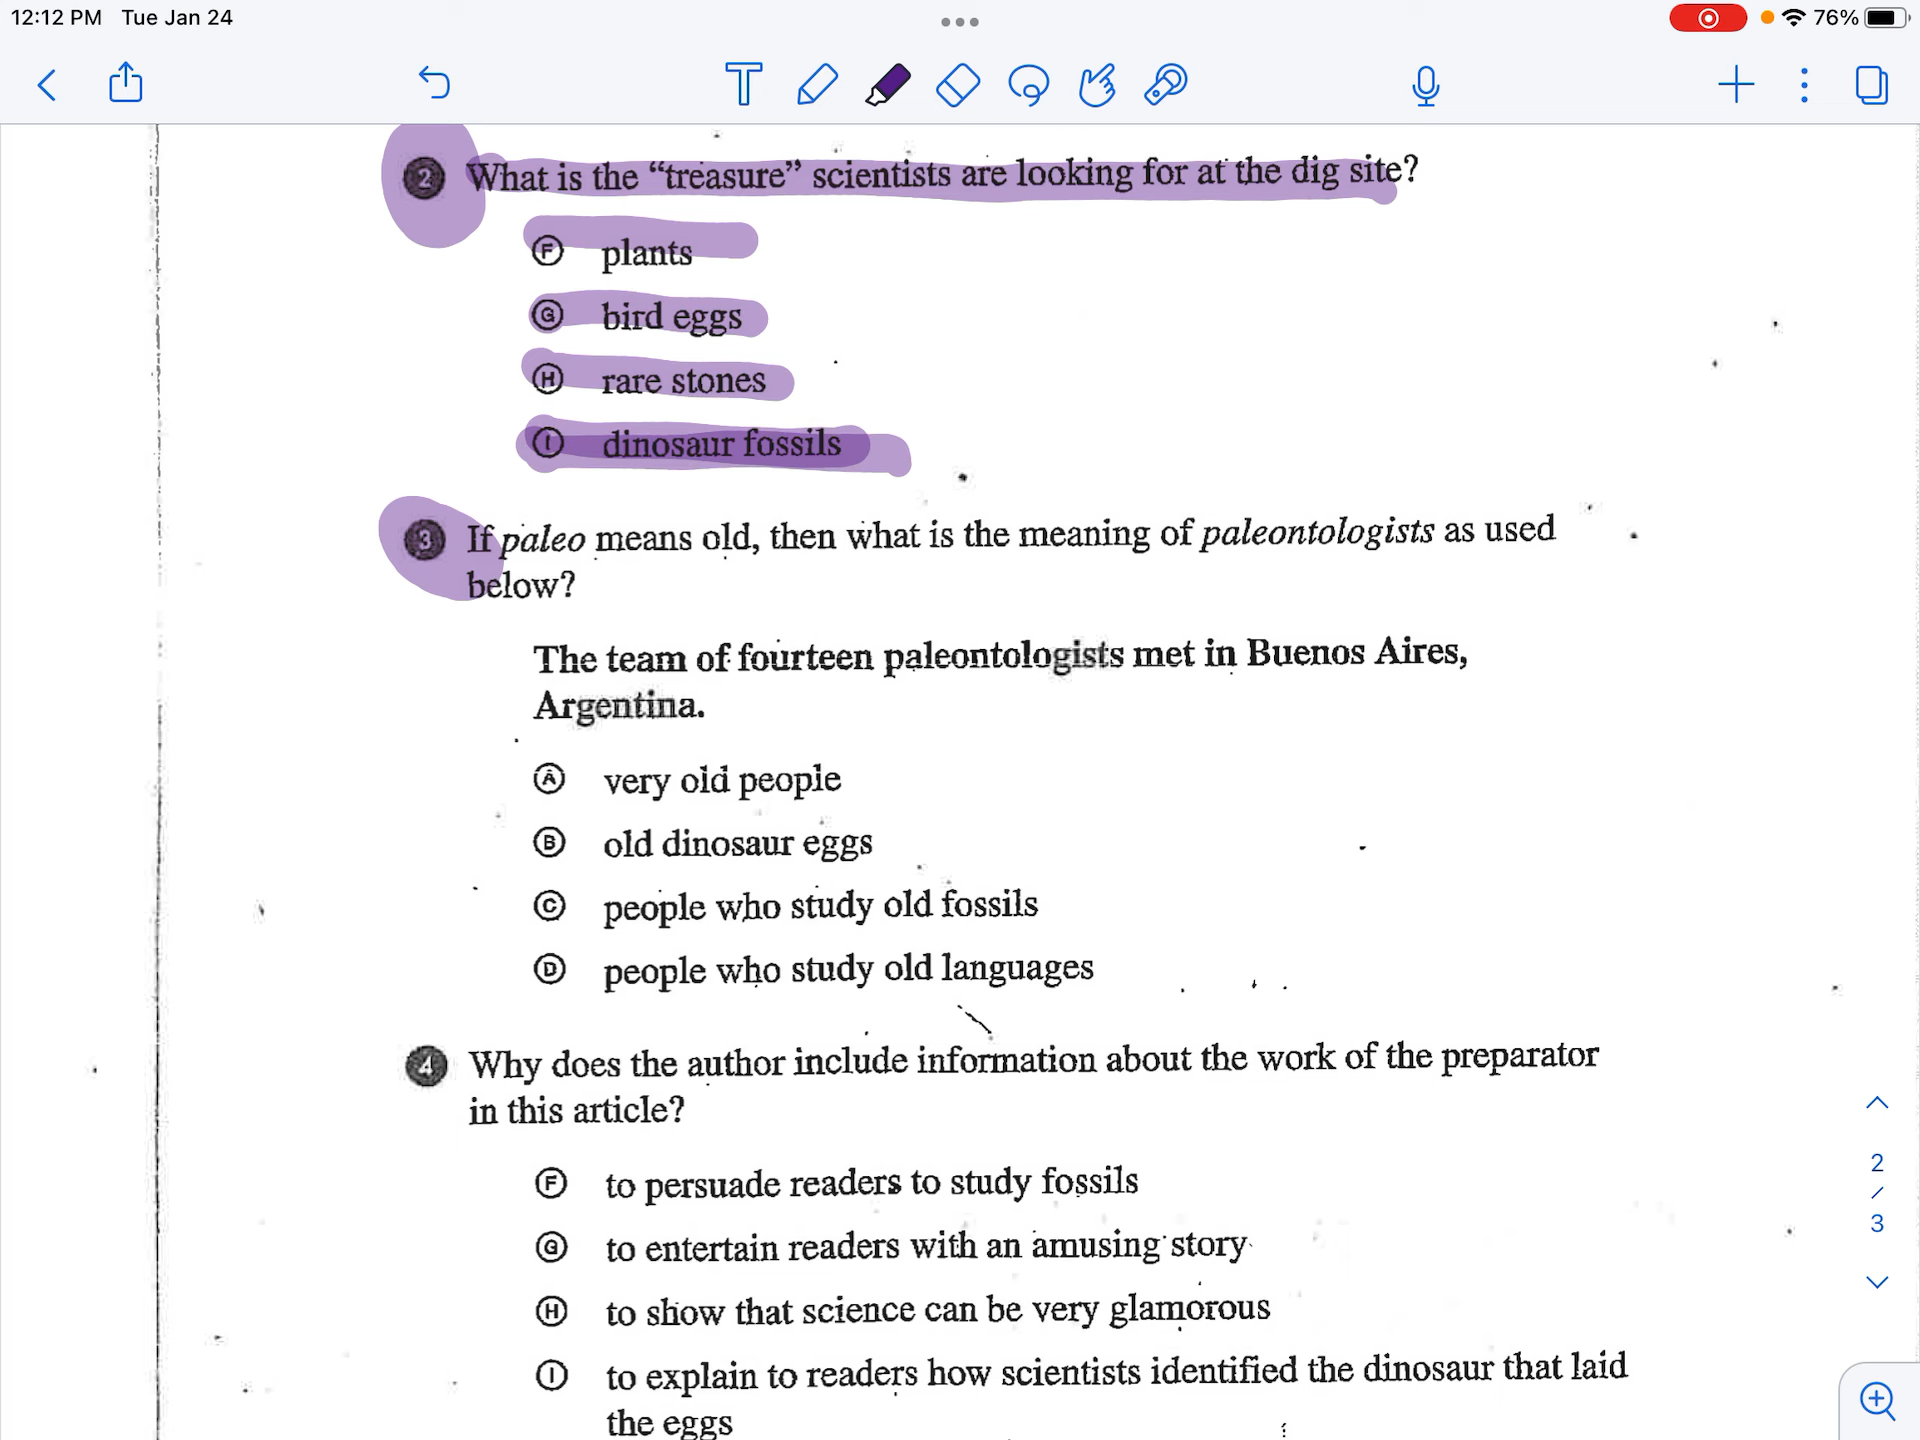 12:12 PM Tue Jan 24
76%
T
2 What is the “treasure” scientists are looking for at the dig site?
F plants
G bird eggs
H rare stones
I dinosaur fossils
3 If paleo means old, then what is the meaning of paleontologists as used
below?
The team of fourteen paleontologists met in Buenos Aires,
Argentina.
A very old people
B old dinosaur eggs
C people who study old fossils
D people who study old languages
4 Why does the author include information about the work of the preparator
in this article?
F to persuade readers to study fossils
G to entertain readers with an amusing story
H to show that science can be very glamorous
I to explain to readers how scientists identified the dinosaur that laid
the eggs
2
/
3